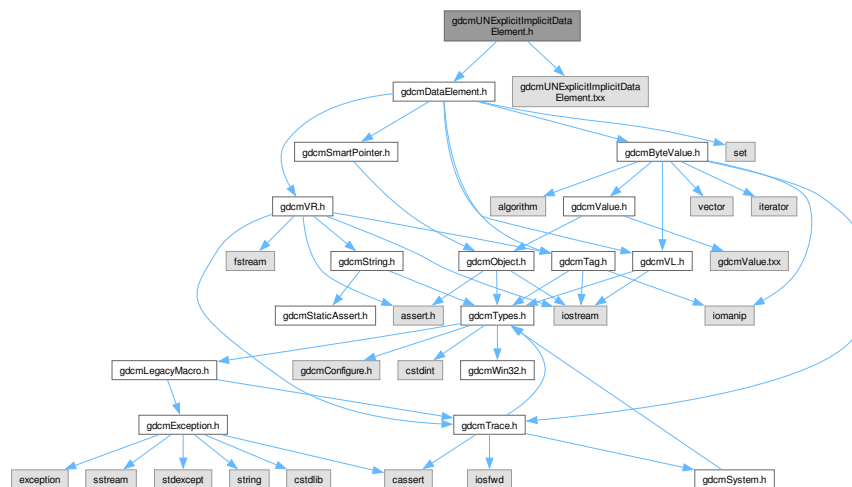 gdcmUNExplicitImplicitData
Element.h
gdcmDataElement.h
gdcmUNExplicitImplicitData
Element.txx
gdcmSmartPointer.h
gdcmByteValue.h
set
gdcmVR.h
algorithm
gdcmValue.h
vector
iterator
fstream
gdcmString.h
gdcmObject.h
gdcmTag.h
gdcmVL.h
gdcmValue.txx
gdcmStaticAssert.h
assert.h
gdcmTypes.h
iostream
iomanip
gdcmLegacyMacro.h
gdcmConfigure.h
cstdint
gdcmWin32.h
gdcmException.h
gdcmTrace.h
exception
sstream
stdexcept
string
cstdlib
cassert
iosfwd
gdcmSystem.h